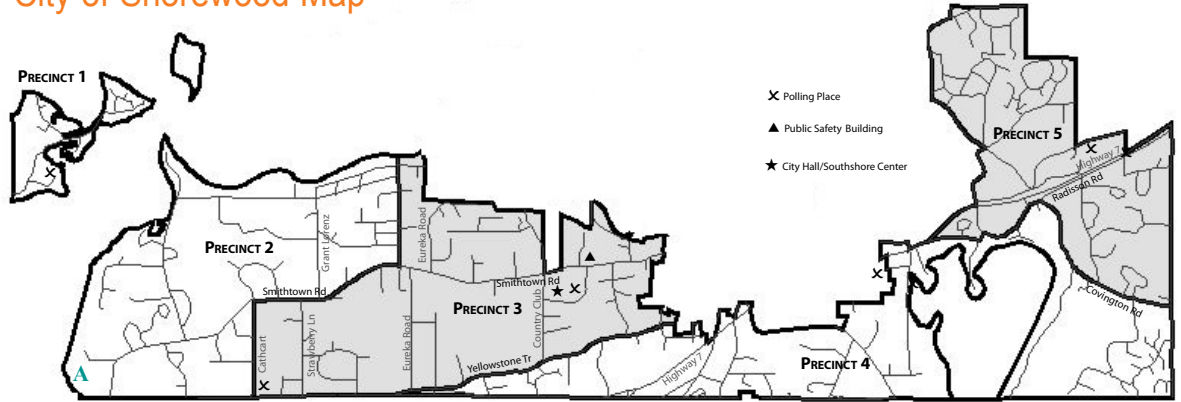 City of Shorewood Map
PRECINCT 1
Polling Place
Public Safety Building
City Hall/Southshore Center
PRECINCT 5
Highway 7
Radisson Rd
PRECINCT 2
Grant Lorenz
Eureka Road
Smithtown Rd
Smithtown Rd
PRECINCT 3
Country Club
Cathcart
Strawberry Ln
Eureka Road
Yellowstone Tr
Highway 7
PRECINCT 4
Covington Rd
A